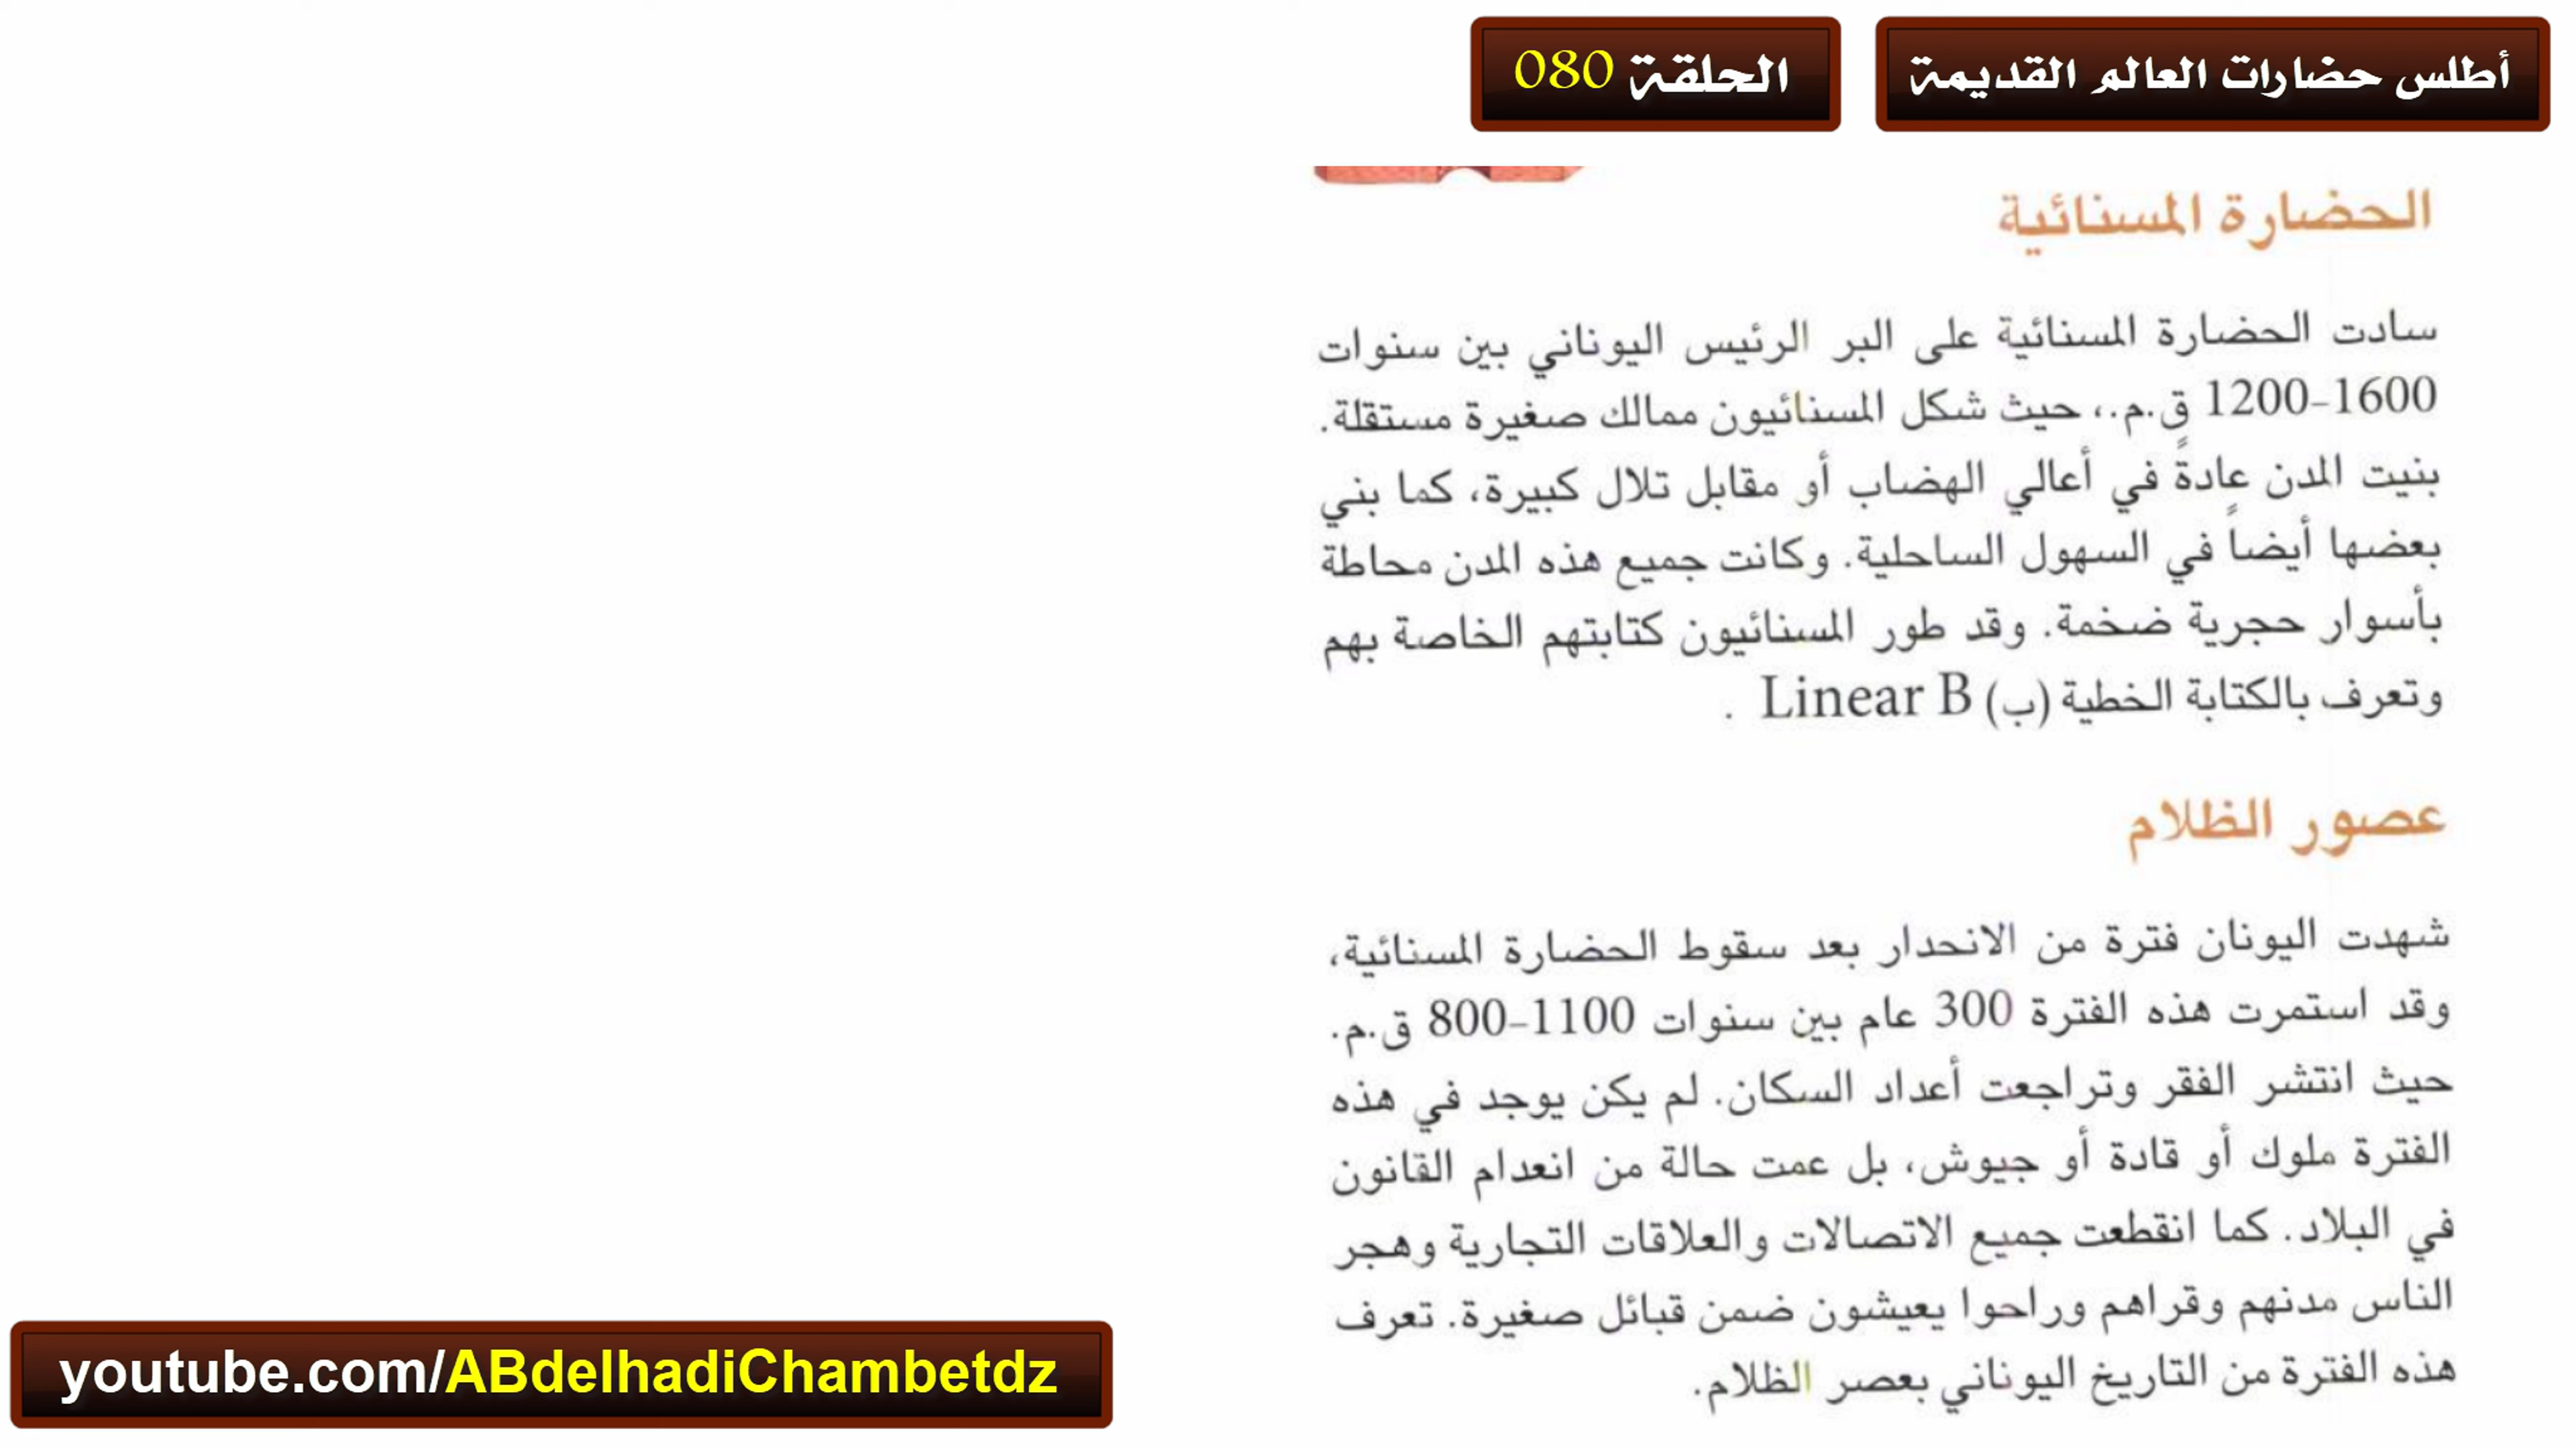 أطلس حضارات العالم القديمة
الحلقة 080
الحضارة المسنائية
سادت الحضارة المسنائية على البر الرئيس اليوناني بين سنوات
1600–1200 ق.م.، حيث شكل المسنائيون ممالك صغيرة مستقلة.
بنيت المدن عادةً في أعالي الهضاب أو مقابل تلال كبيرة، كما بني
بعضها أيضاً في السهول الساحلية. وكانت جميع هذه المدن محاطة
بأسوار حجرية ضخمة. وقد طور المسنائيون كتابتهم الخاصة بهم
وتعرف بالكتابة الخطية (ب) Linear B .
عصور الظلام
شهدت اليونان فترة من الانحدار بعد سقوط الحضارة المسنائية،
وقد استمرت هذه الفترة 300 عام بين سنوات 1100–800 ق.م.
حيث انتشر الفقر وتراجعت أعداد السكان. لم يكن يوجد في هذه
الفترة ملوك أو قادة أو جيوش، بل عمت حالة من انعدام القانون
في البلاد. كما انقطعت جميع الاتصالات والعلاقات التجارية وهجر
الناس مدنهم وقراهم وراحوا يعيشون ضمن قبائل صغيرة. تعرف
هذه الفترة من التاريخ اليوناني بعصر الظلام.
youtube.com/ABdelhadiChambetdz